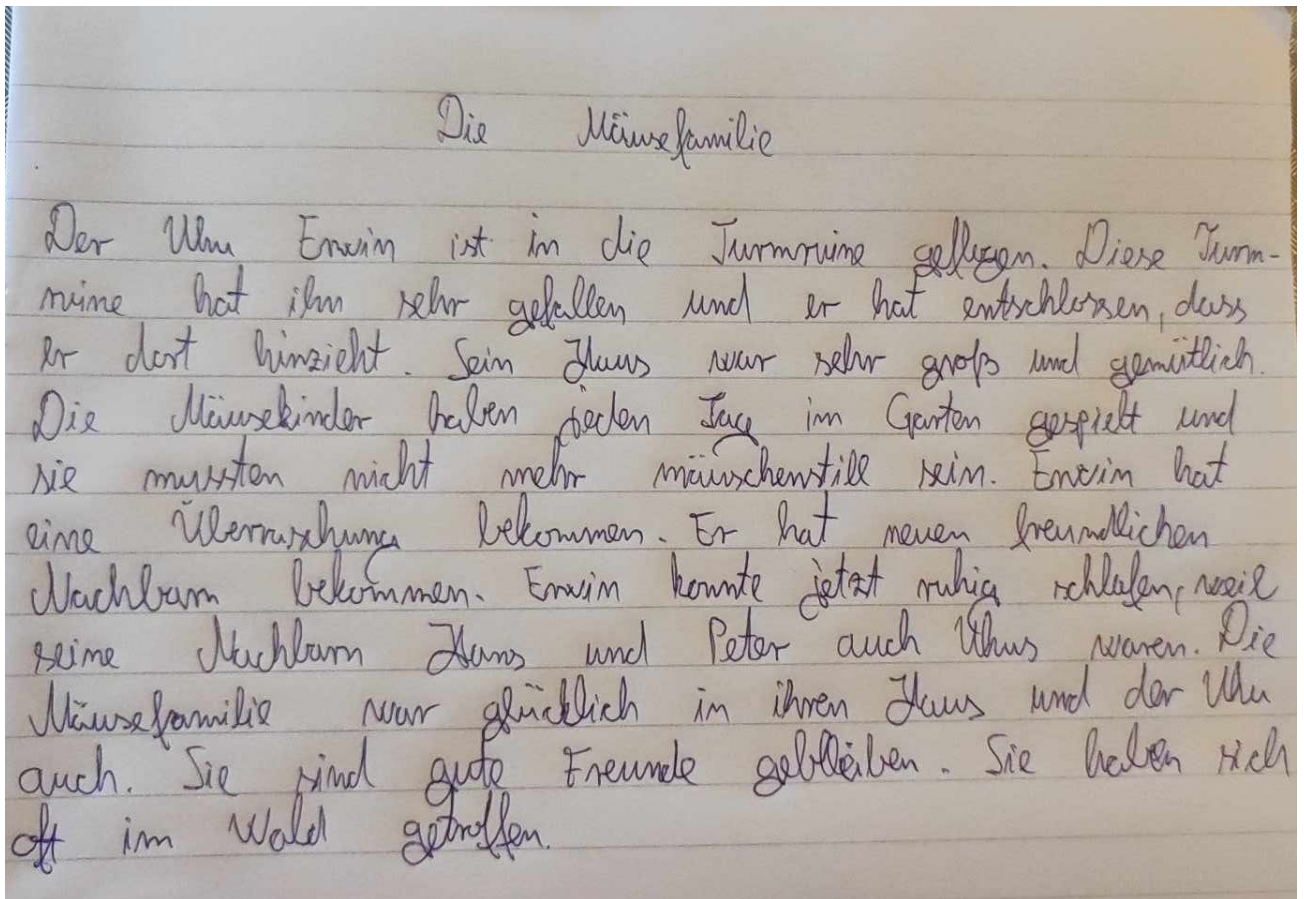 Die Mäusefamilie
Der Uhu Erwin ist in die Turmruine geflogen. Diese Turm-
ruine hat ihm sehr gefallen und er hat entschlossen, dass
er dort hinzieht. Sein Haus war sehr groß und gemütlich.
Die Mäusekinder haben jeden Tag im Garten gespielt und
sie mussten nicht mehr mäuschenstill sein. Erwin hat
eine Überraschung bekommen. Er hat neuen freundlichen
Nachbarn bekommen. Erwin konnte jetzt ruhig schlafen, weil
seine Nachbarn Hans und Peter auch Uhus waren. Die
Mäusefamilie war glücklich in ihren Haus und der Uhu
auch. Sie sind gute Freunde geblieben. Sie haben sich
oft im Wald getroffen.